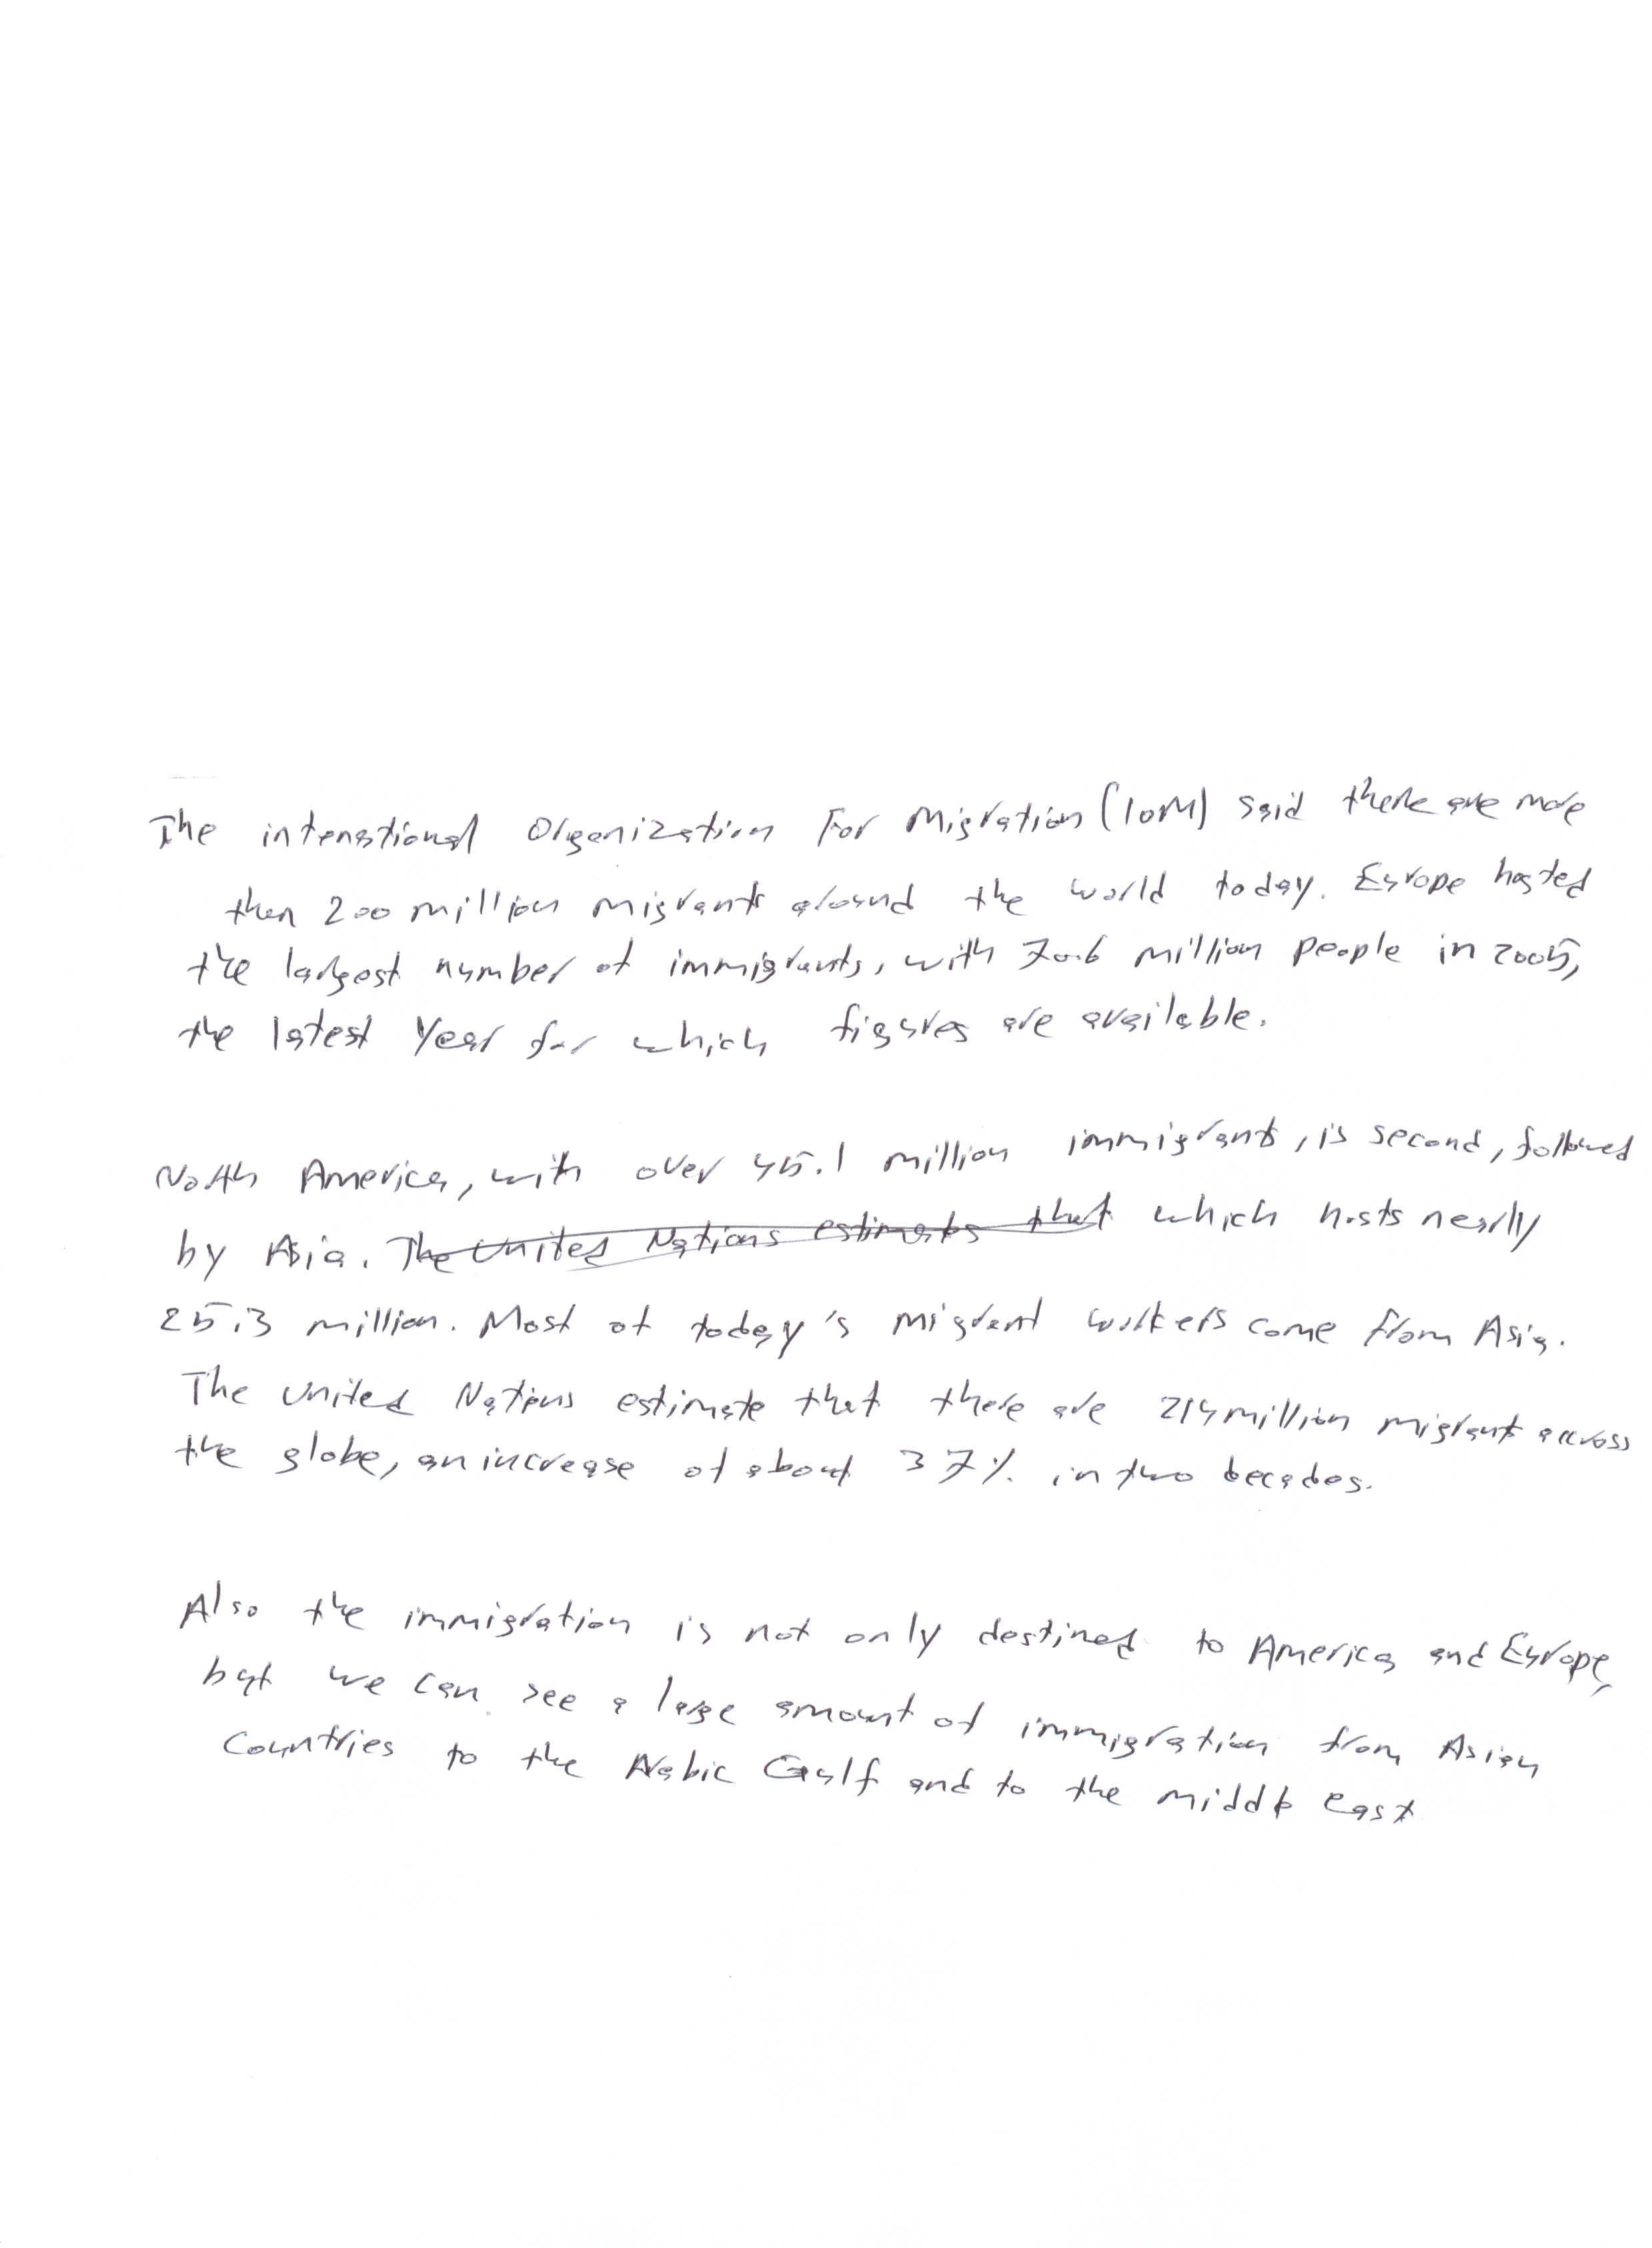 The international Organization For Migration (IOM) said there are more
then 200 million migrants around the world today. Europe hosted
the largest number of immigrants, with 70.6 million people in 2005,
the latest Year for which figures are available.
North America, with over 45.1 million immigrants, is second, followed
by Asia. The United Nations estimates that which hosts nearly
25.3 million. Most of today's migrant workers come from Asia.
The United Nations estimate that there are 214 million migrant accross
the globe, an increase of about 37% in two decades.
Also the immigration is not only destined to America and Europe,
but we can see a large amount of immigration from Asian
Countries to the Arabic Gulf and to the middle east